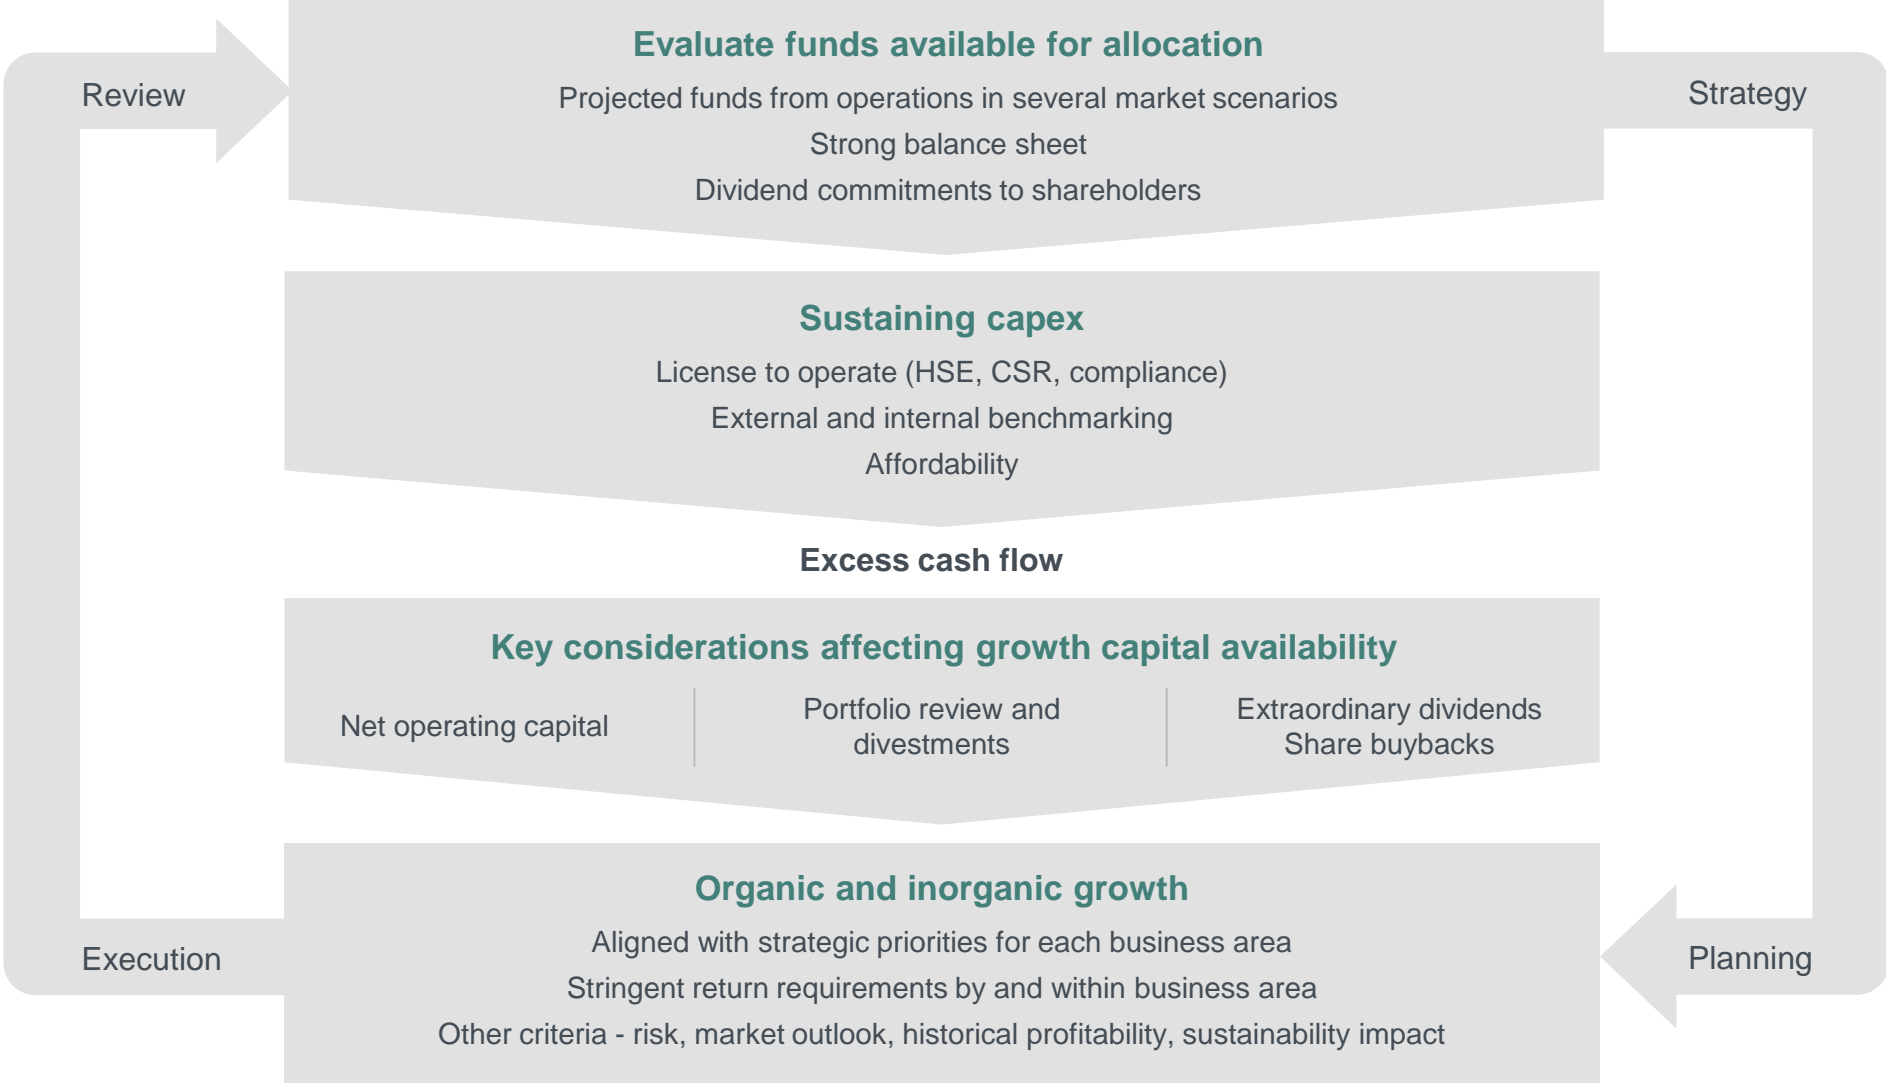 Evaluate funds available for allocation
Review
Strategy
Projected funds from operations in several market scenarios
Strong balance sheet
Dividend commitments to shareholders
Sustaining capex
License to operate (HSE, CSR, compliance)
External and internal benchmarking
Affordability
Excess cash flow
Key considerations affecting growth capital availability
Net operating capital
Portfolio review and
divestments
Extraordinary dividends
Share buybacks
Organic and inorganic growth
Aligned with strategic priorities for each business area
Execution
Planning
Stringent return requirements by and within business area
Other criteria - risk, market outlook, historical profitability, sustainability impact